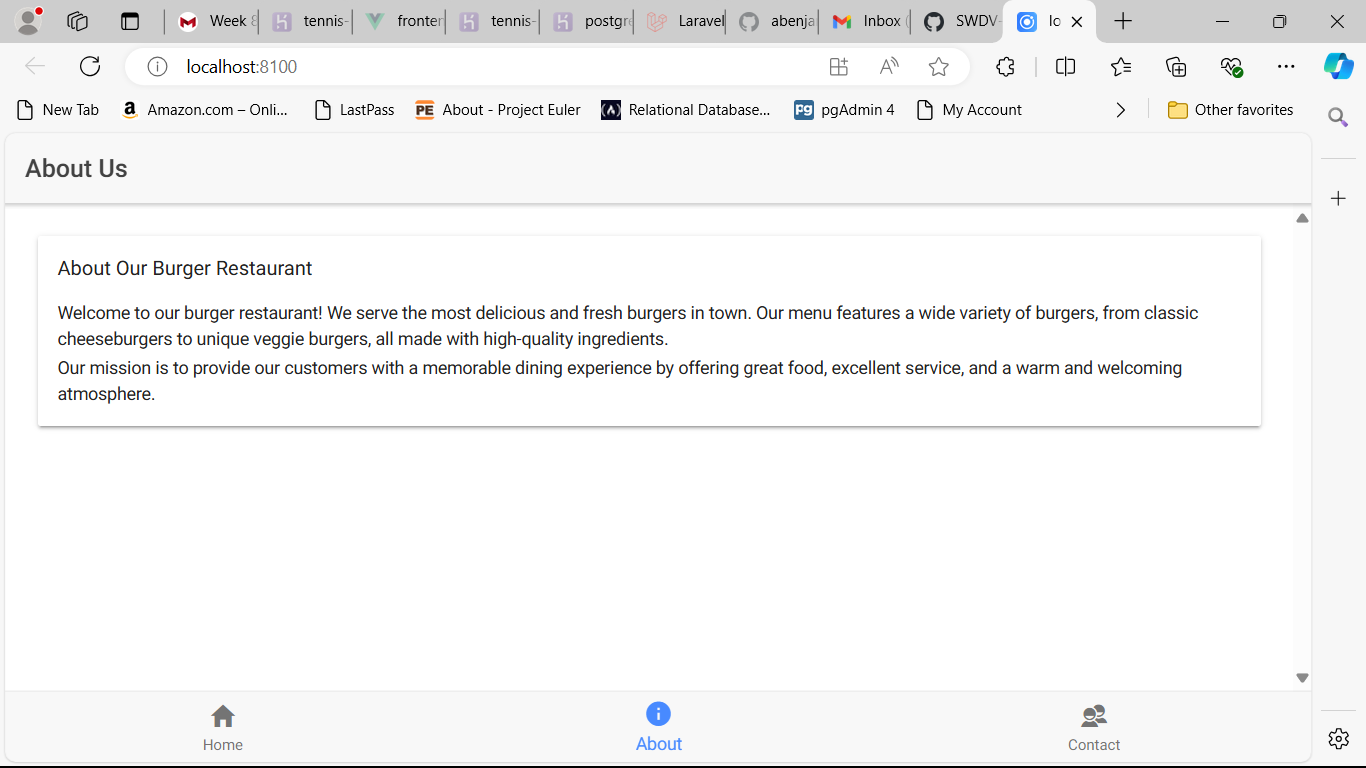 Week 8
tennis-
fronten
tennis-
postgre
Laravel
abenja
Inbox (
SWDV-
lo
localhost:8100
New Tab
Amazon.com – Onli...
LastPass
PE
About - Project Euler
(A)
Relational Database...
pg
pgAdmin 4
My Account
Other favorites
About Us
About Our Burger Restaurant
Welcome to our burger restaurant! We serve the most delicious and fresh burgers in town. Our menu features a wide variety of burgers, from classic
cheeseburgers to unique veggie burgers, all made with high-quality ingredients.
Our mission is to provide our customers with a memorable dining experience by offering great food, excellent service, and a warm and welcoming
atmosphere.
Home
About
Contact